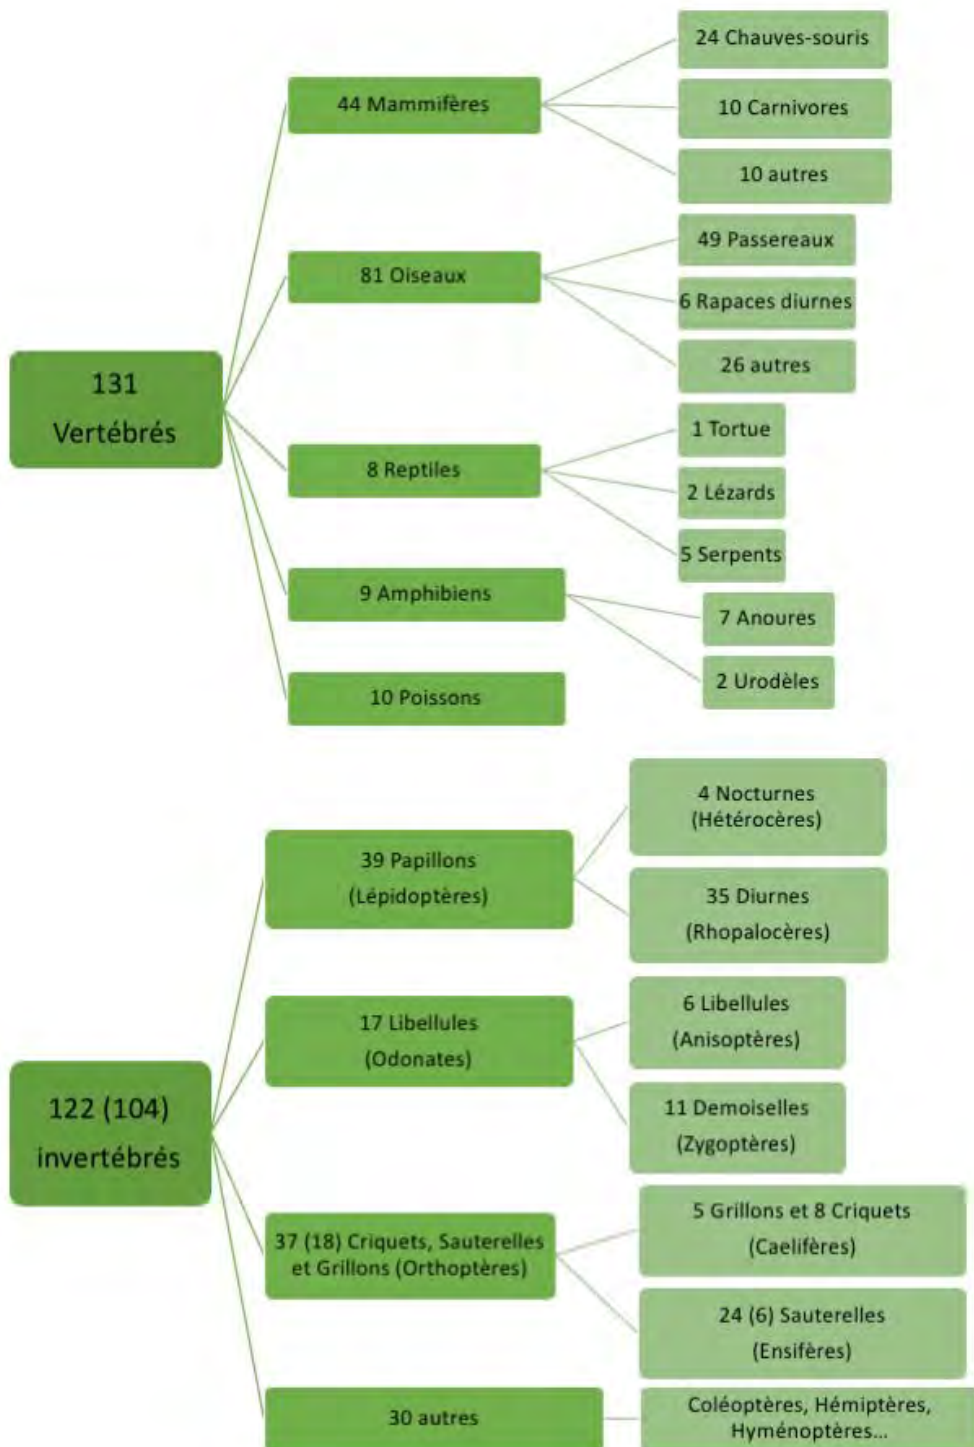 131
Vertébrés
44 Mammifères
24 Chauves-souris
10 Carnivores
10 autres
81 Oiseaux
49 Passereaux
6 Rapaces diurnes
26 autres
8 Reptiles
1 Tortue
2 Lézards
5 Serpents
9 Amphibiens
7 Anoures
2 Urodèles
10 Poissons
122 (104)
invertébrés
39 Papillons
(Lépidoptères)
4 Nocturnes
(Hétérocères)
35 Diurnes
(Rhopalocères)
17 Libellules
(Odonates)
6 Libellules
(Anisoptères)
11 Demoiselles
(Zygoptères)
37 (18) Criquets, Sauterelles
et Grillons (Orthoptères)
5 Grillons et 8 Criquets
(Caelifères)
24 (6) Sauterelles
(Ensifères)
30 autres
Coléoptères, Hémiptères,
Hyménoptères...